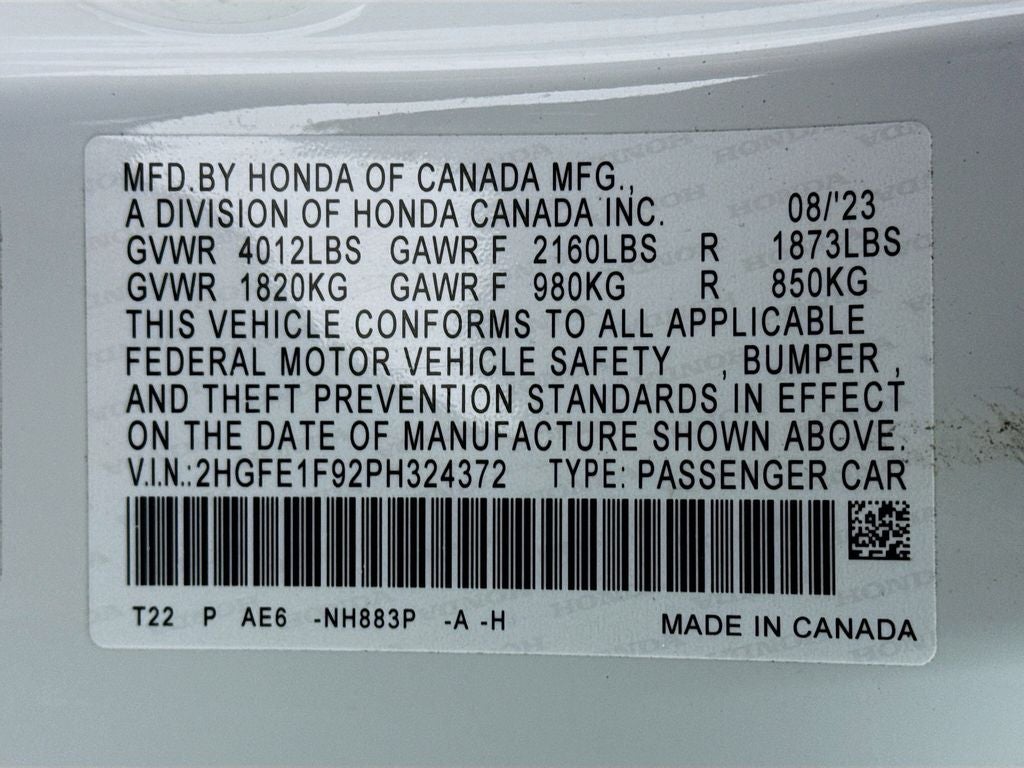 MFD.BY HONDA OF CANADA MFG.,
A DIVISION OF HONDA CANADA INC. 08/'23
GVWR 4012LBS GAWR F 2160LBS R 1873LBS
GVWR 1820KG GAWR F 980KG R 850KG
THIS VEHICLE CONFORMS TO ALL APPLICABLE
FEDERAL MOTOR VEHICLE SAFETY , BUMPER ,
AND THEFT PREVENTION STANDARDS IN EFFECT
ON THE DATE OF MANUFACTURE SHOWN ABOVE.
V.I.N.:2HGFE1F92PH324372 TYPE: PASSENGER CAR
T22 P AE6 -NH883P -A -H MADE IN CANADA